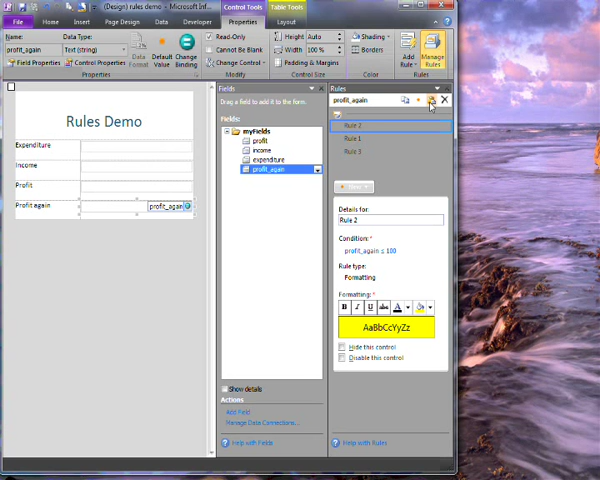 (Design) rules demo - Microsoft Inf...
Control Tools
Table Tools
File
Home
Insert
Page Design
Data
Developer
Properties
Layout
Name:
profit_again
Data Type:
Text (string)
Field Properties
Control Properties
Data Format
Default Value
Change Binding
Read-Only
Cannot Be Blank
Change Control
Height Auto
Width 100 %
Padding & Margins
Shading
Borders
Add Rule
Manage Rules
Properties
Modify
Control Size
Color
Rules
Rules Demo
Expenditure
Income
Profit
Profit again
profit_again
Fields
Drag a field to add it to the form.
Fields:
myFields
profit
income
expenditure
profit_again
Show details
Actions
Add Field
Manage Data Connections...
Help with Fields
Rules
profit_again
Rule 2
Rule 1
Rule 3
New
Details for:
Rule 2
Condition: *
profit_again ≤ 100
Rule type:
Formatting
Formatting: *
B I U abc A
AaBbCcYyZz
Hide this control
Disable this control
Help with Rules